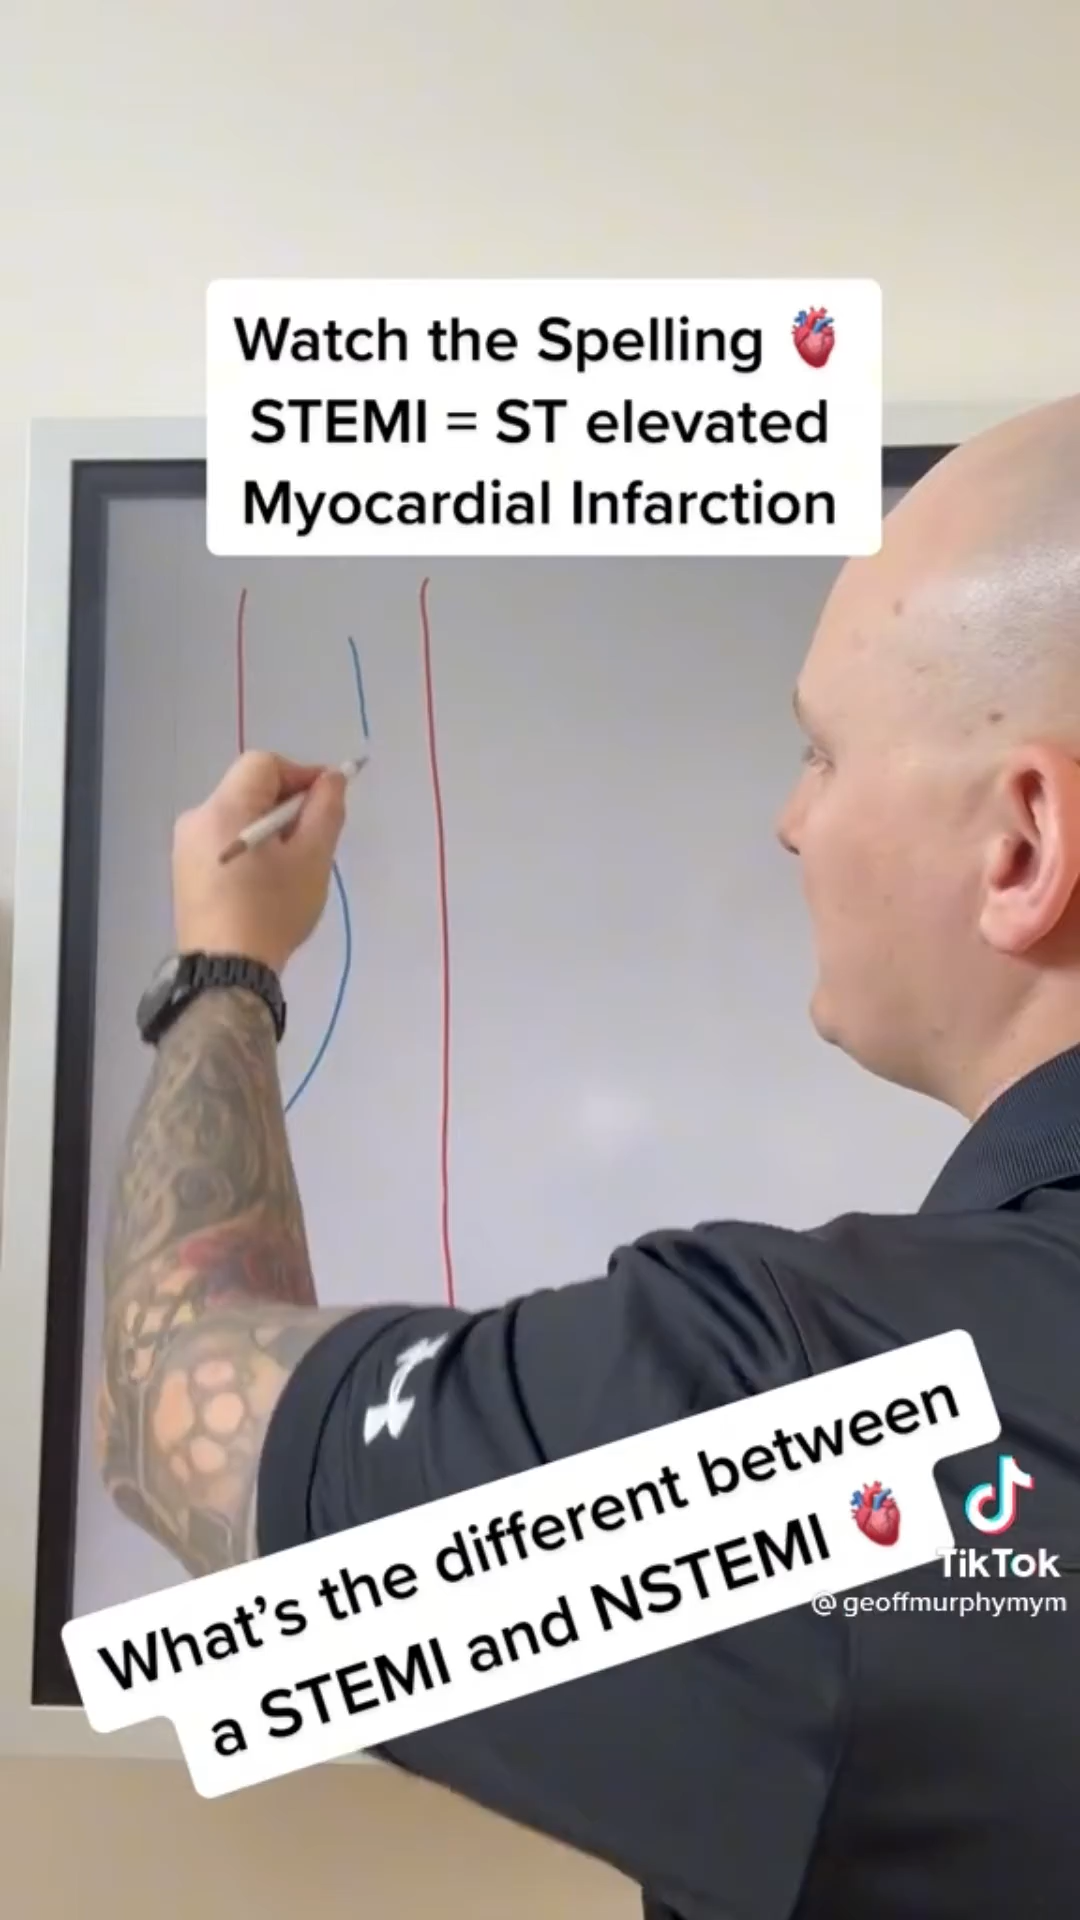 Watch the Spelling 🫀
STEMI = ST elevated
Myocardial Infarction
What's the different between
a STEMI and NSTEMI 🫀
TikTok
@geoffmurphymym